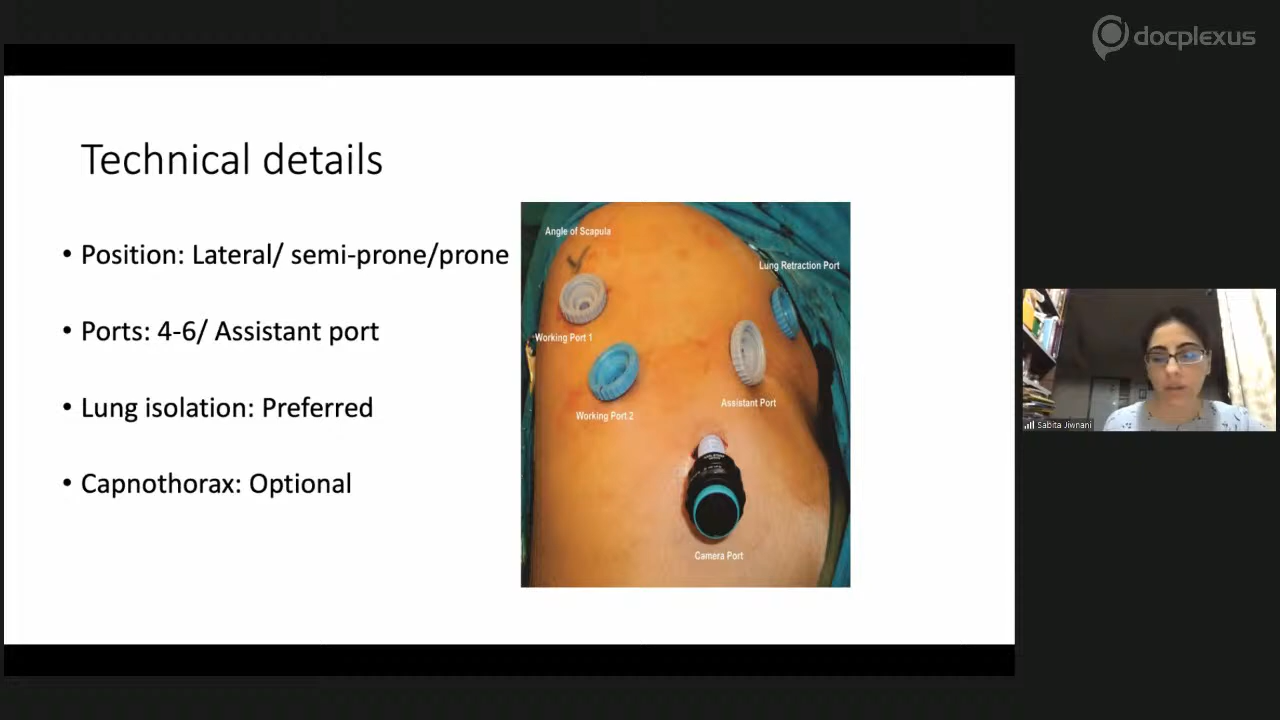 docplexus
Technical details
• Position: Lateral/ semi-prone/prone
• Ports: 4-6/ Assistant port
• Lung isolation: Preferred
• Capnothorax: Optional
Angle of Scapula
Lung Retraction Port
Working Port 1
Assistant Port
Working Port 2
Camera Port
Sabita Jiwnani